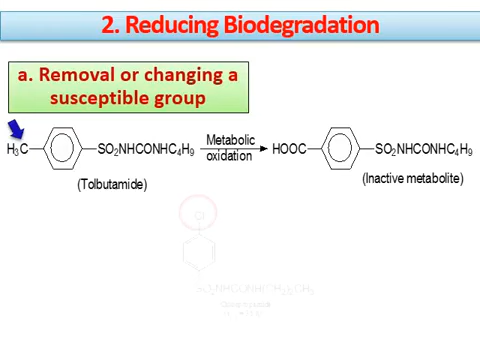 2. Reducing Biodegradation
a. Removal or changing a
susceptible group
H₃C
SO₂NHCONHC₄H₉
Metabolic
oxidation
HOOC
SO₂NHCONHC₄H₉
(Tolbutamide)
(Inactive metabolite)